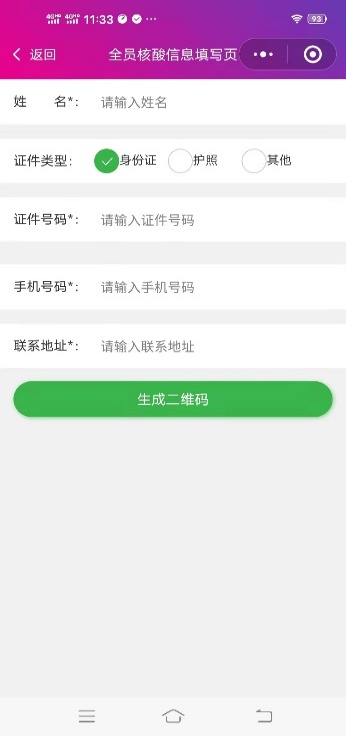 4GHD 4GHD 11:33 93
返回 全员核酸信息填写页
姓 名*: 请输入姓名
证件类型: 身份证 护照 其他
证件号码*: 请输入证件号码
手机号码*: 请输入手机号码
联系地址*: 请输入联系地址
生成二维码